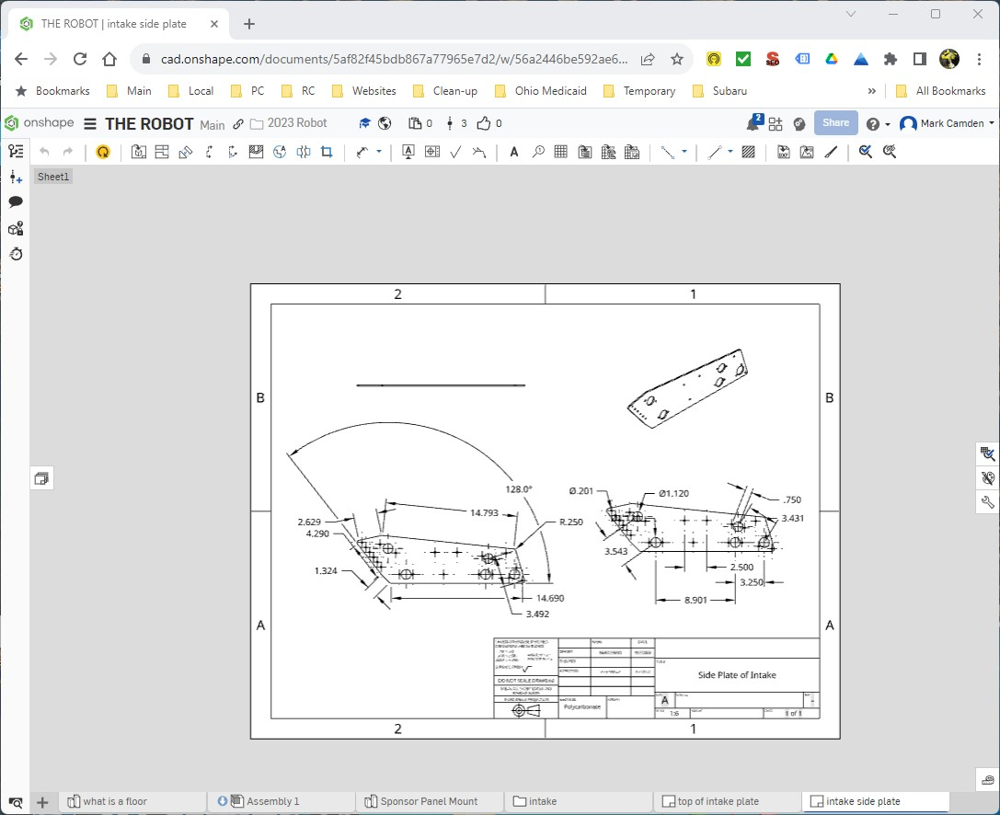 THE ROBOT | intake side plate
cad.onshape.com/documents/5af82f45bdb867a77965e7d2/w/56a2446be592ae6...
Bookmarks Main Local PC RC Websites Clean-up Ohio Medicaid Temporary Subaru » All Bookmarks
onshape THE ROBOT Main 2023 Robot 0 3 0 2 Share Mark Camden
Sheet1
2 1
B B
128.0°
14.793
2.629
4.290
R.250
1.324
14.690
3.492
Ø.201
Ø1.120
.750
3.431
3.543
2.500
3.250
8.901
A A
DO NOT SCALE DRAWING
Polycarbonate
Side Plate of Intake
A
1:6
1 of 1
2 1
what is a floor Assembly 1 Sponsor Panel Mount intake top of intake plate intake side plate